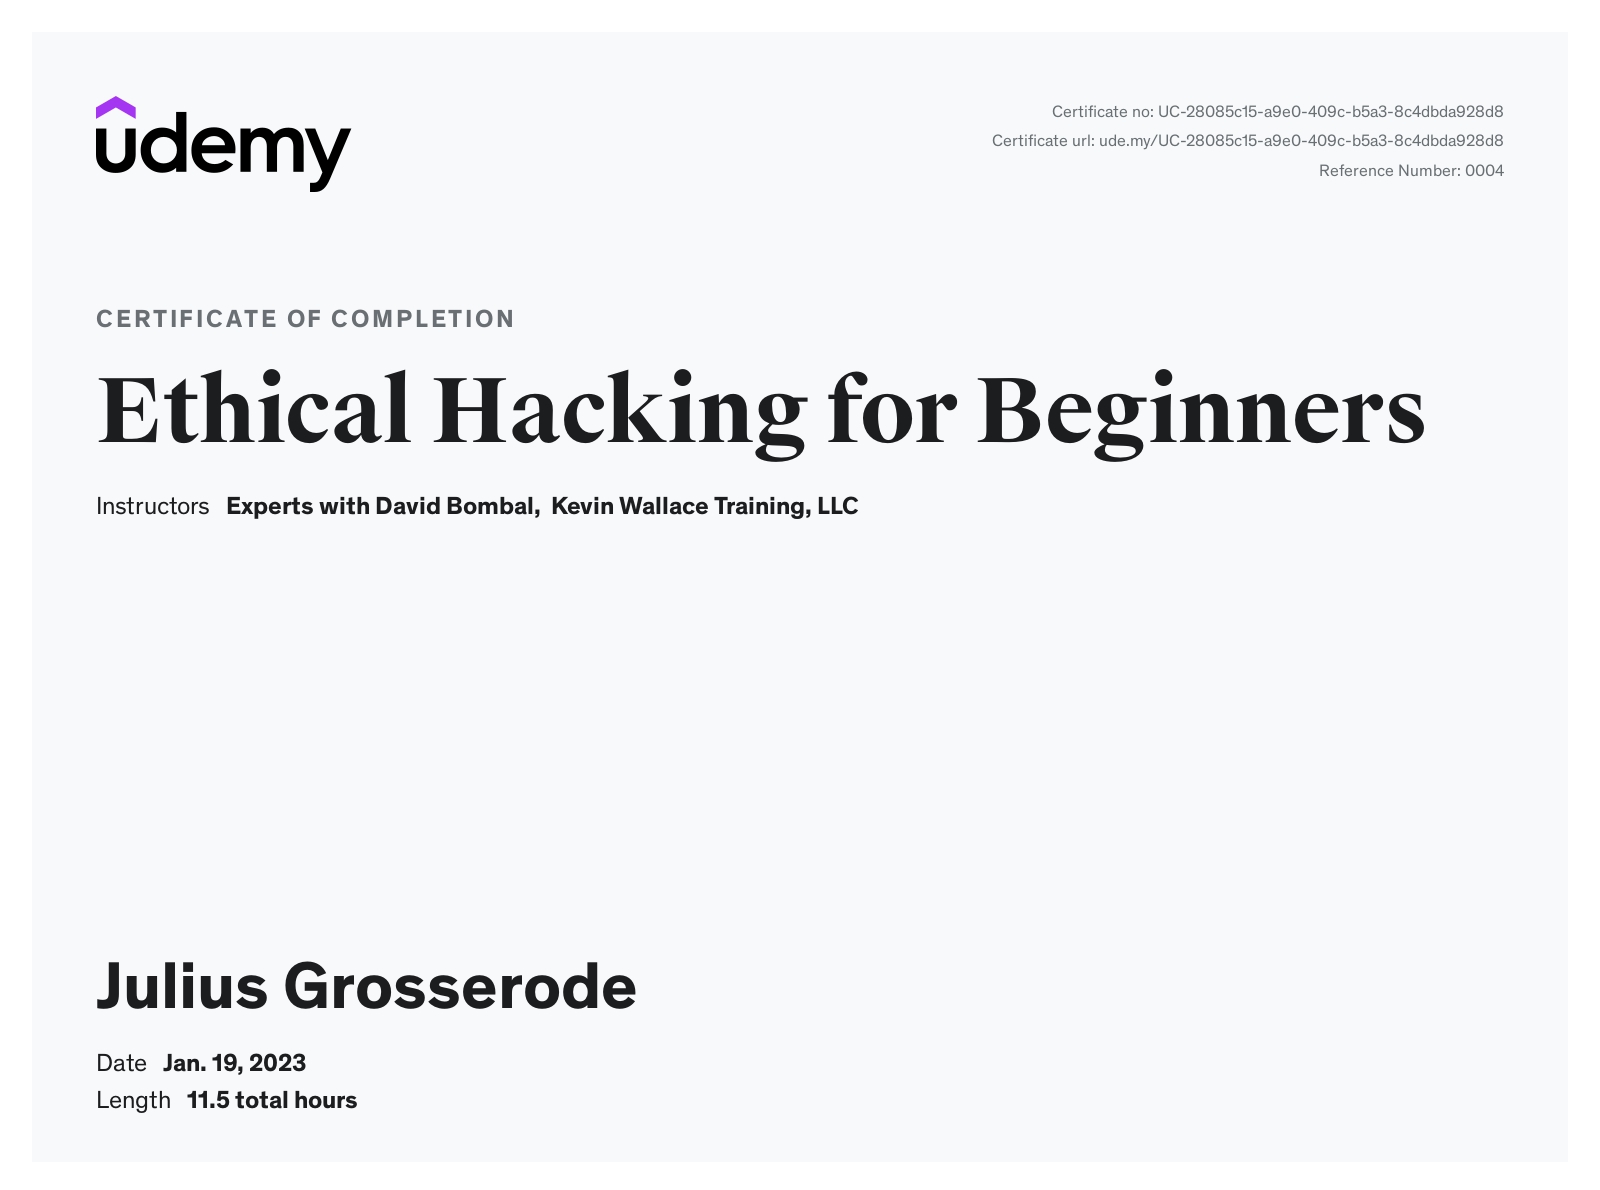 udemy
Certificate no: UC-28085c15-a9e0-409c-b5a3-8c4dbda928d8
Certificate url: ude.my/UC-28085c15-a9e0-409c-b5a3-8c4dbda928d8
Reference Number: 0004
CERTIFICATE OF COMPLETION
Ethical Hacking for Beginners
Instructors Experts with David Bombal, Kevin Wallace Training, LLC
Julius Grosserode
Date Jan. 19, 2023
Length 11.5 total hours